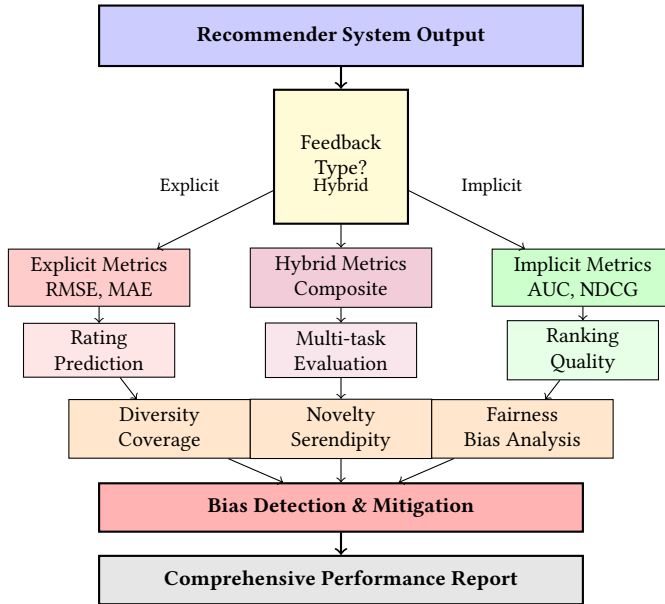 Recommender System Output
Feedback
Type?
Hybrid
Explicit
Implicit
Explicit Metrics
RMSE, MAE
Hybrid Metrics
Composite
Implicit Metrics
AUC, NDCG
Rating
Prediction
Multi-task
Evaluation
Ranking
Quality
Diversity
Coverage
Novelty
Serendipity
Fairness
Bias Analysis
Bias Detection & Mitigation
Comprehensive Performance Report